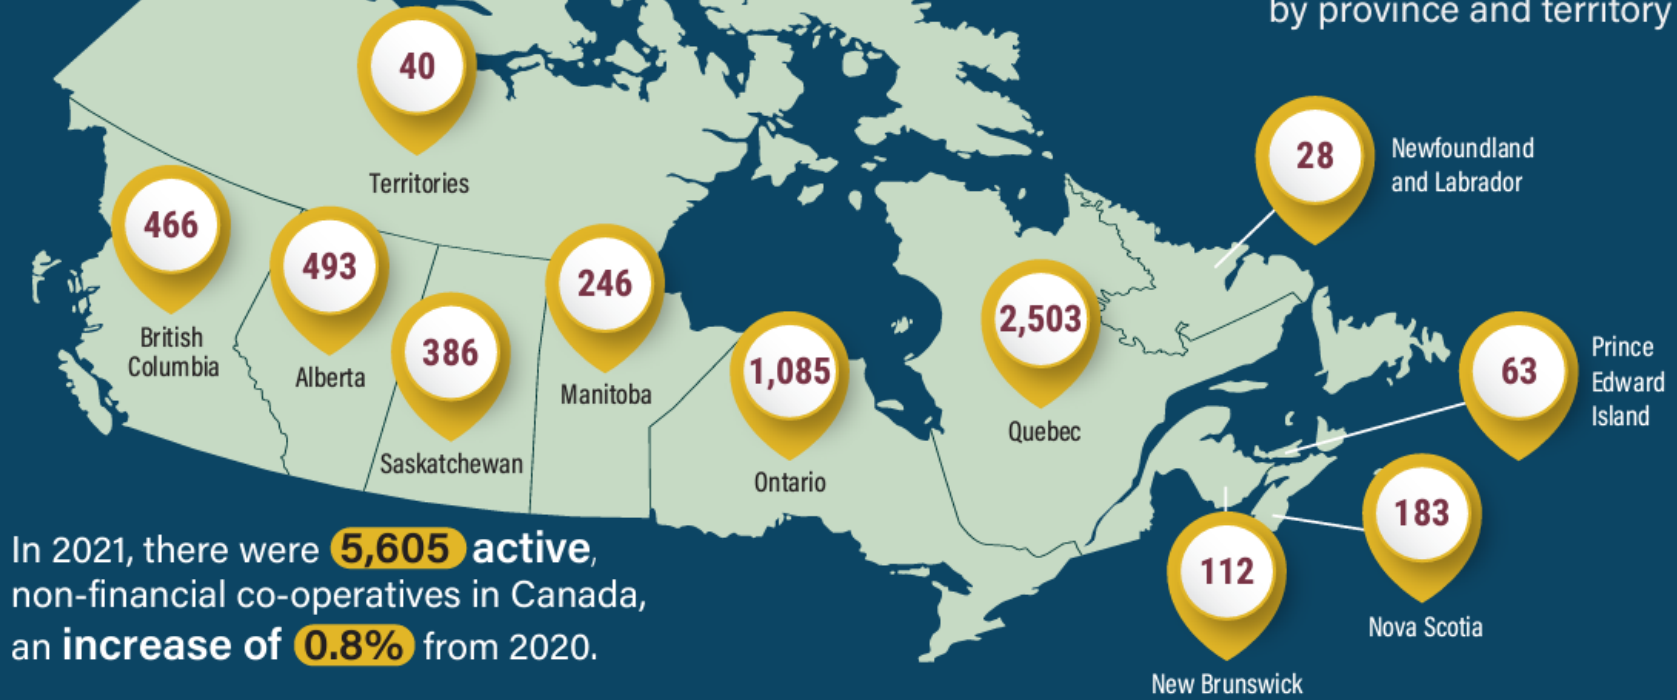 by province and territory
40
Territories
28
Newfoundland
and Labrador
466
British
Columbia
493
Alberta
386
Saskatchewan
246
Manitoba
1,085
Ontario
2,503
Quebec
63
Prince
Edward
Island
183
Nova Scotia
112
New Brunswick
In 2021, there were 5,605 active,
non-financial co-operatives in Canada,
an increase of 0.8% from 2020.